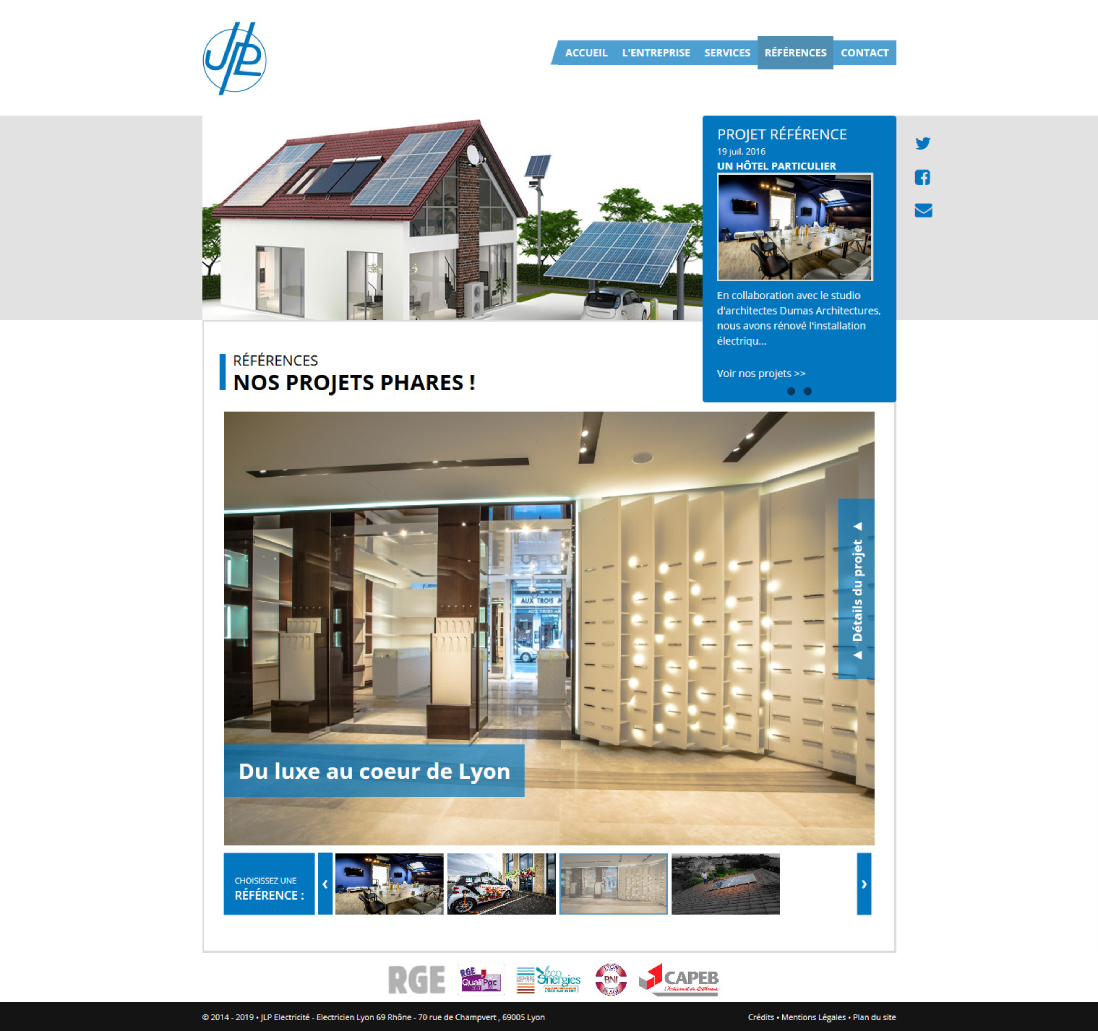 JLP
ACCUEIL
L'ENTREPRISE
SERVICES
RÉFÉRENCES
CONTACT
PROJET RÉFÉRENCE
19 juil. 2016
UN HÔTEL PARTICULIER
En collaboration avec le studio
d'architectes Dumas Architectures,
nous avons rénové l'installation
électriqu...
Voir nos projets >>
RÉFÉRENCES
NOS PROJETS PHARES !
AUX TROIS
Détails du projet
Du luxe au coeur de Lyon
CHOISISSEZ UNE
RÉFÉRENCE :
RGE
RGE
Quali'Pac
éco
énergies
BNI
CAPEB
© 2014 - 2019 • JLP Electricité - Electricien Lyon 69 Rhône - 70 rue de Champvert , 69005 Lyon
Crédits • Mentions Légales • Plan du site